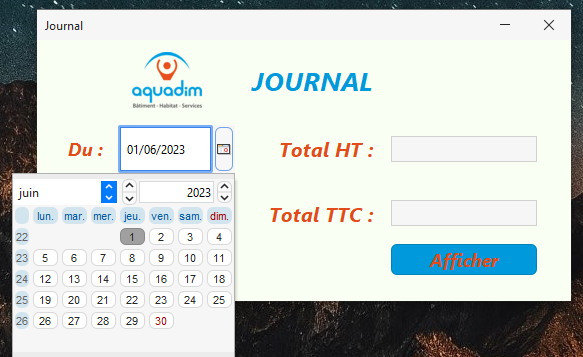 Journal
aquadim
Bâtiment - Habitat - Services
JOURNAL
Du :
01/06/2023
Total HT :
juin
2023
lun. mar. mer. jeu. ven. sam. dim.
22 1 2 3 4
23 5 6 7 8 9 10 11
24 12 13 14 15 16 17 18
25 19 20 21 22 23 24 25
26 26 27 28 29 30
Total TTC :
Afficher